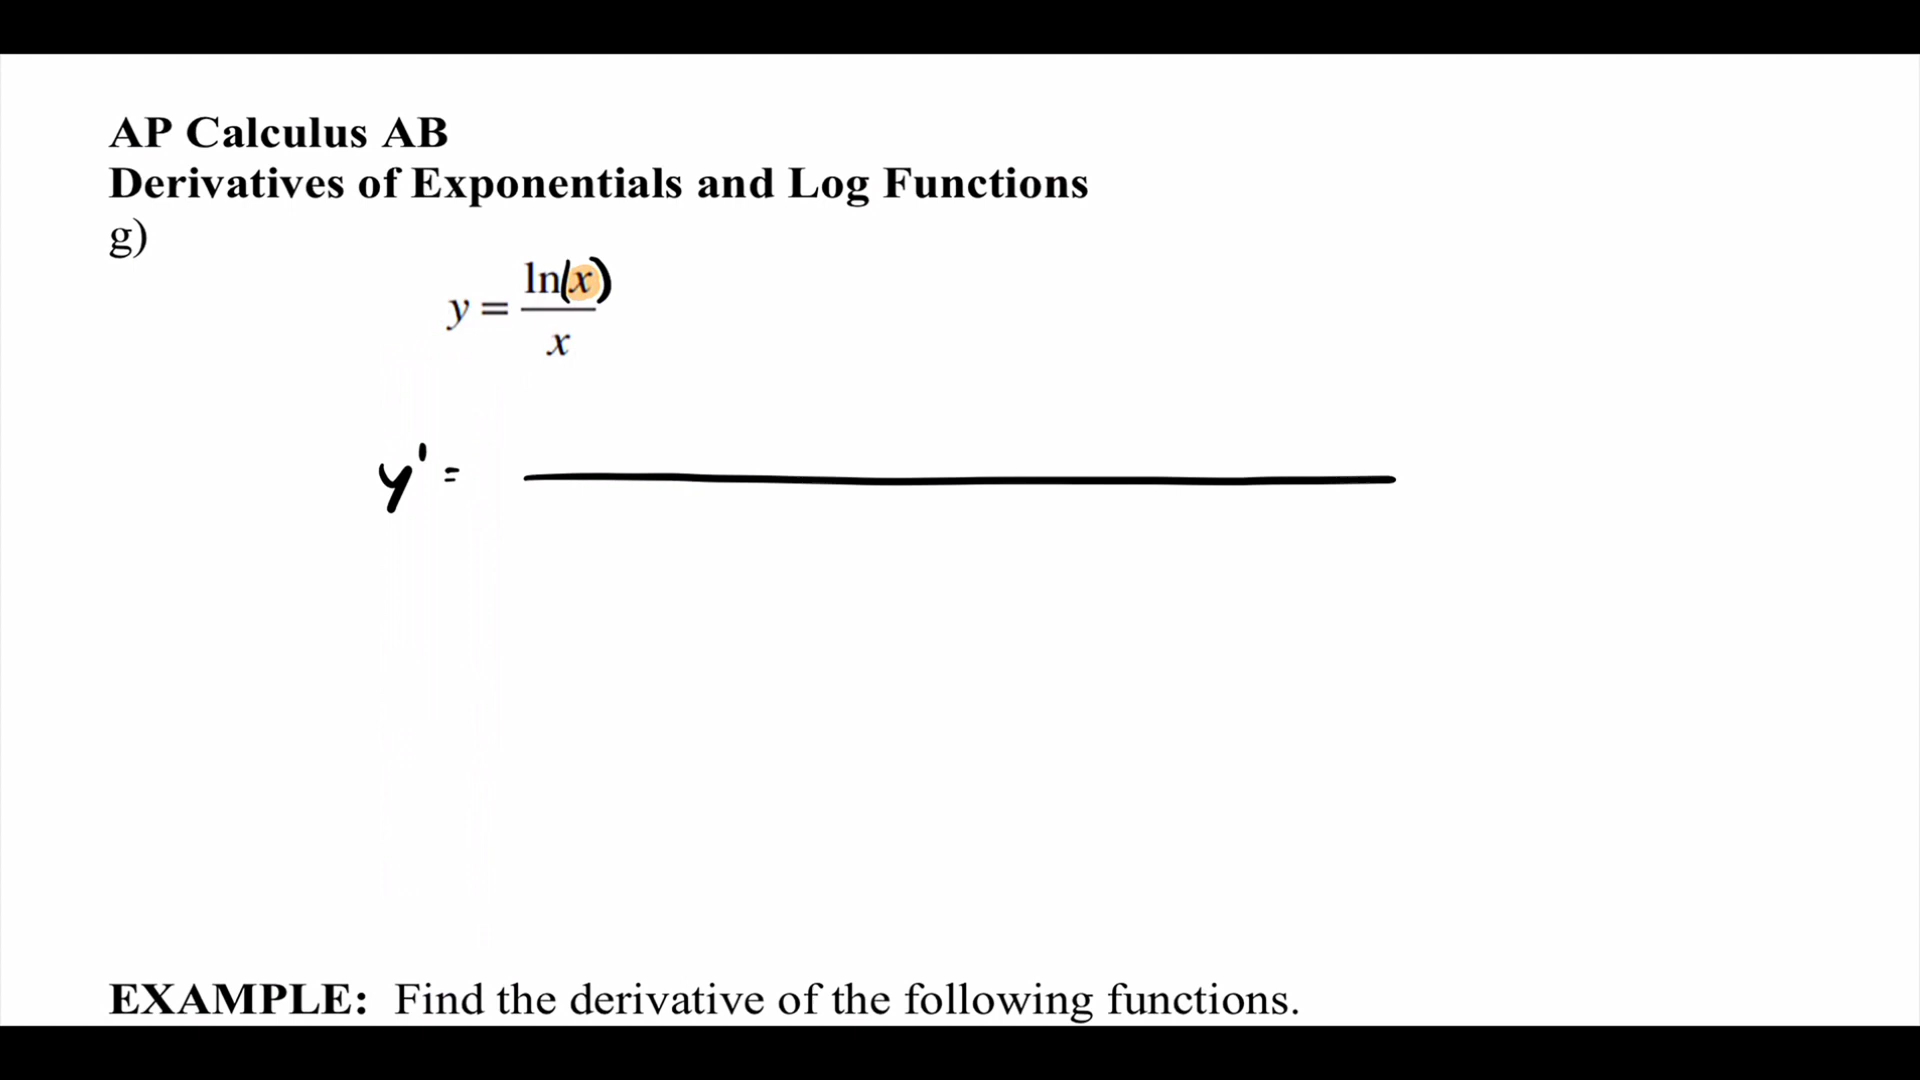 AP Calculus AB
Derivatives of Exponentials and Log Functions
g)
y = ln(x) / x
y' =
EXAMPLE: Find the derivative of the following functions.